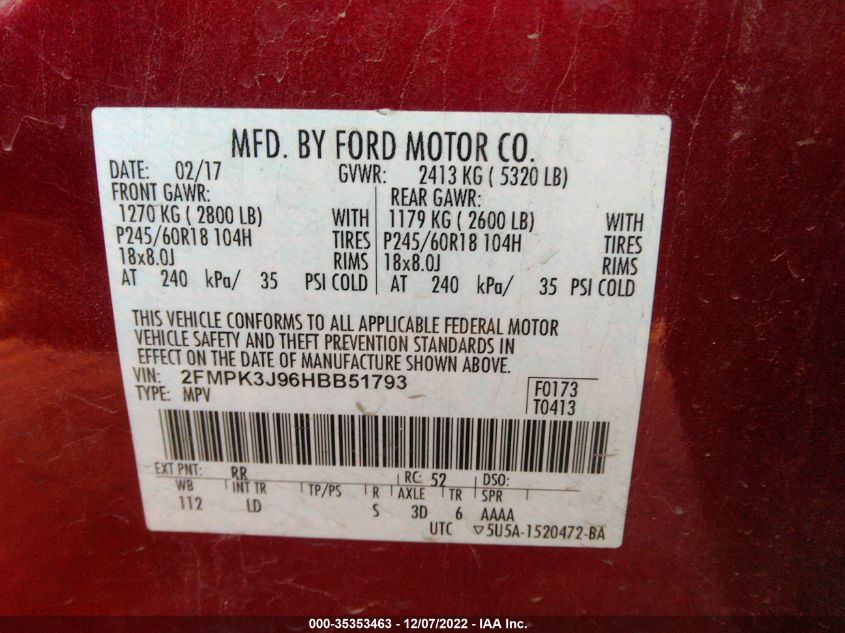 MFD. BY FORD MOTOR CO.
DATE: 02/17 GVWR: 2413 KG ( 5320 LB)
FRONT GAWR: REAR GAWR:
1270 KG ( 2800 LB) WITH 1179 KG ( 2600 LB) WITH
P245/60R18 104H TIRES P245/60R18 104H TIRES
18x8.0J RIMS 18x8.0J RIMS
AT 240 kPa/ 35 PSI COLD AT 240 kPa/ 35 PSI COLD
THIS VEHICLE CONFORMS TO ALL APPLICABLE FEDERAL MOTOR
VEHICLE SAFETY AND THEFT PREVENTION STANDARDS IN
EFFECT ON THE DATE OF MANUFACTURE SHOWN ABOVE.
VIN: 2FMPK3J96HBB51793 F0173
TYPE: MPV T0413
EXT PNT: RR RC: 52 DSO:
WB INT TR TP/PS R AXLE TR SPR
112 LD S 3D 6 AAAA
UTC ▽5U5A-1520472-BA
000-35353463 - 12/07/2022 - IAA Inc.